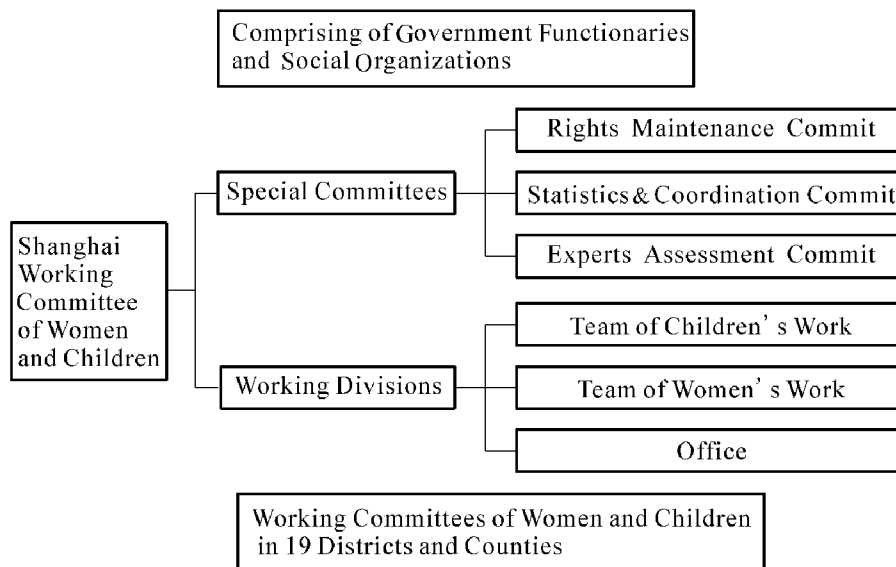 Comprising of Government Functionaries
and Social Organizations
Rights Maintenance Commit
Special Committees
Statistics & Coordination Commit
Shanghai
Working
Committee
of Women
and Children
Experts Assessment Commit
Team of Children's Work
Working Divisions
Team of Women's Work
Office
Working Committees of Women and Children
in 19 Districts and Counties